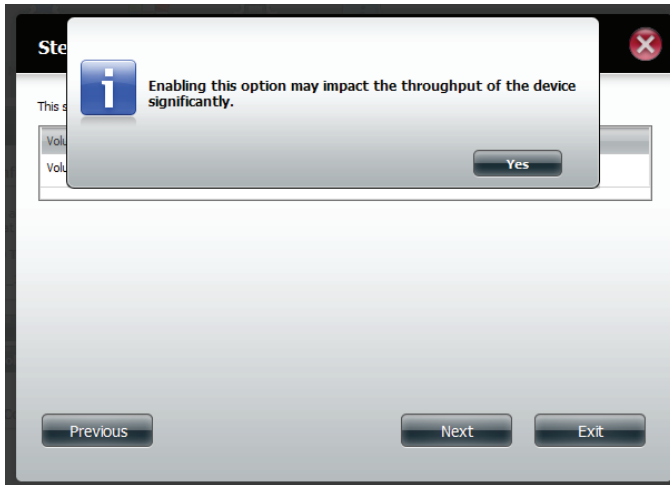 Ste
Enabling this option may impact the throughput of the device
significantly.
This s
Volu
Yes
Volu
Previous
Next
Exit